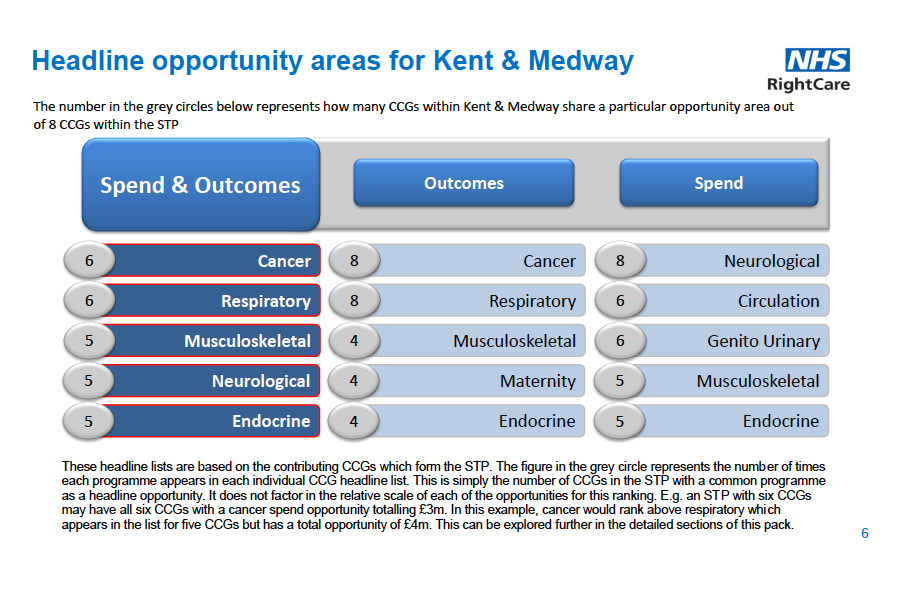 Headline opportunity areas for Kent & Medway
NHS
RightCare
The number in the grey circles below represents how many CCGs within Kent & Medway share a particular opportunity area out
of 8 CCGs within the STP
Spend & Outcomes
Outcomes
Spend
6 Cancer
8 Cancer
8 Neurological
6 Respiratory
8 Respiratory
6 Circulation
5 Musculoskeletal
4 Musculoskeletal
6 Genito Urinary
5 Neurological
4 Maternity
5 Musculoskeletal
5 Endocrine
4 Endocrine
5 Endocrine
These headline lists are based on the contributing CCGs which form the STP. The figure in the grey circle represents the number of times
each programme appears in each individual CCG headline list. This is simply the number of CCGs in the STP with a common programme
as a headline opportunity. It does not factor in the relative scale of each of the opportunities for this ranking. E.g. an STP with six CCGs
may have all six CCGs with a cancer spend opportunity totalling £3m. In this example, cancer would rank above respiratory which
appears in the list for five CCGs but has a total opportunity of £4m. This can be explored further in the detailed sections of this pack.
6